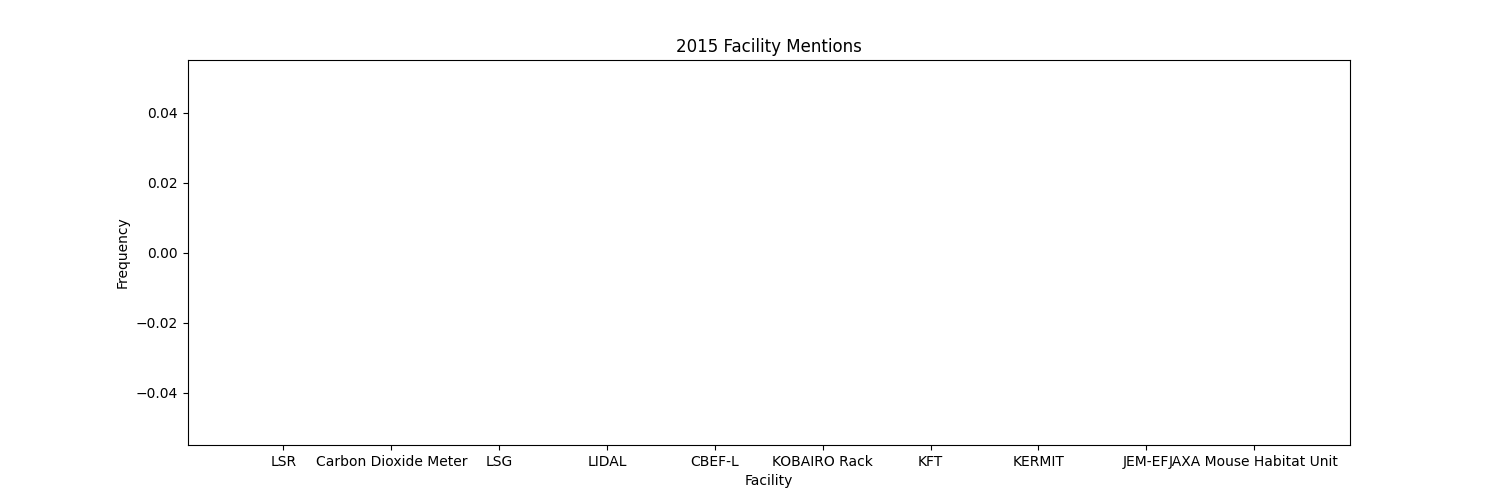 2015 Facility Mentions
Frequency
0.04
0.02
0.00
−0.02
−0.04
LSR Carbon Dioxide Meter LSG LIDAL CBEF-L KOBAIRO Rack KFT KERMIT JEM-EF JAXA Mouse Habitat Unit
Facility